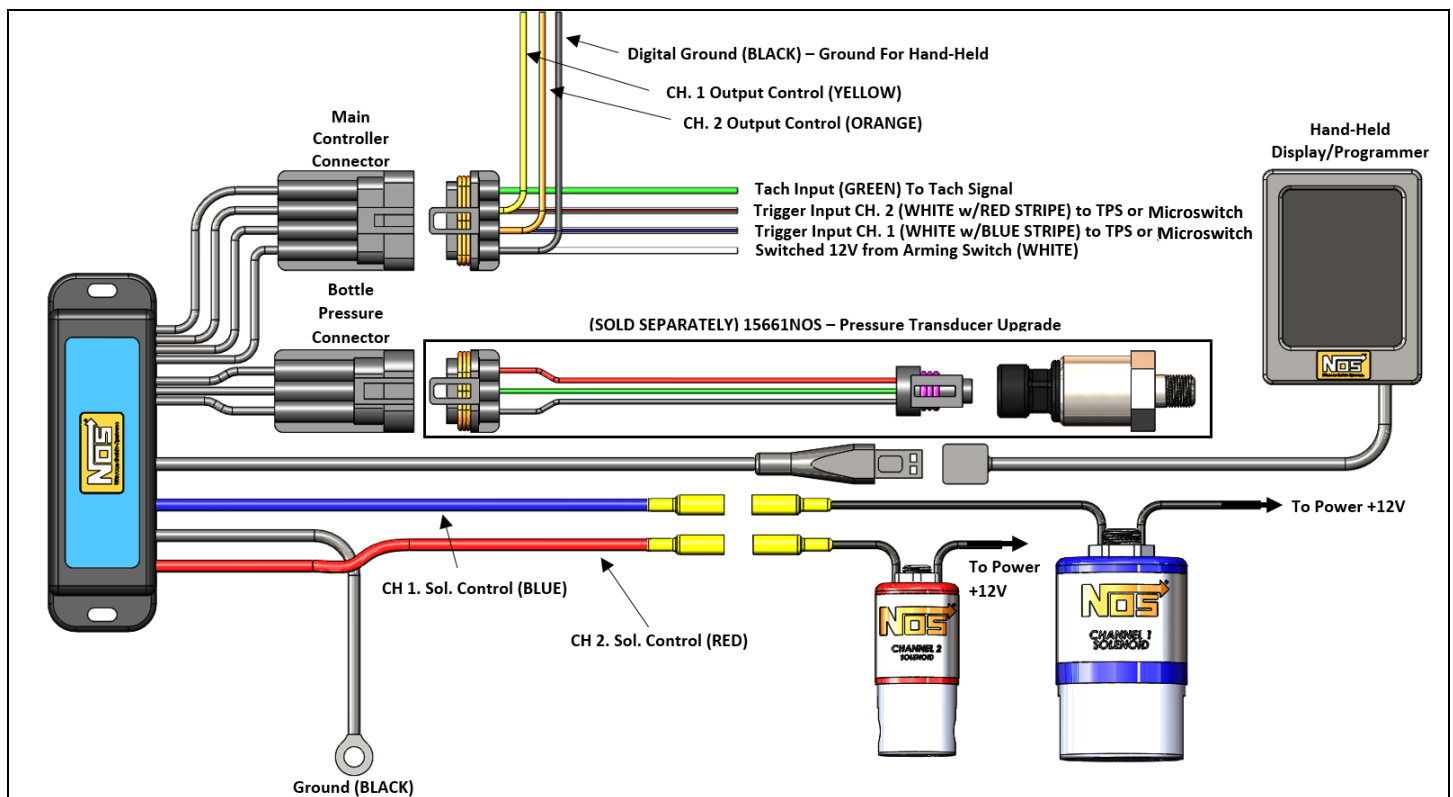 Digital Ground (BLACK) – Ground For Hand-Held
CH. 1 Output Control (YELLOW)
CH. 2 Output Control (ORANGE)
Main
Controller
Connector
Hand-Held
Display/Programmer
Tach Input (GREEN) To Tach Signal
Trigger Input CH. 2 (WHITE w/RED STRIPE) to TPS or Microswitch
Trigger Input CH. 1 (WHITE w/BLUE STRIPE) to TPS or Microswitch
Switched 12V from Arming Switch (WHITE)
Bottle
Pressure
Connector
(SOLD SEPARATELY) 15661NOS – Pressure Transducer Upgrade
NOS
NOS
To Power +12V
To Power
+12V
CH 1. Sol. Control (BLUE)
CH 2. Sol. Control (RED)
NOS
CHANNEL 2
SOLENOID
NOS
CHANNEL 1
SOLENOID
Ground (BLACK)